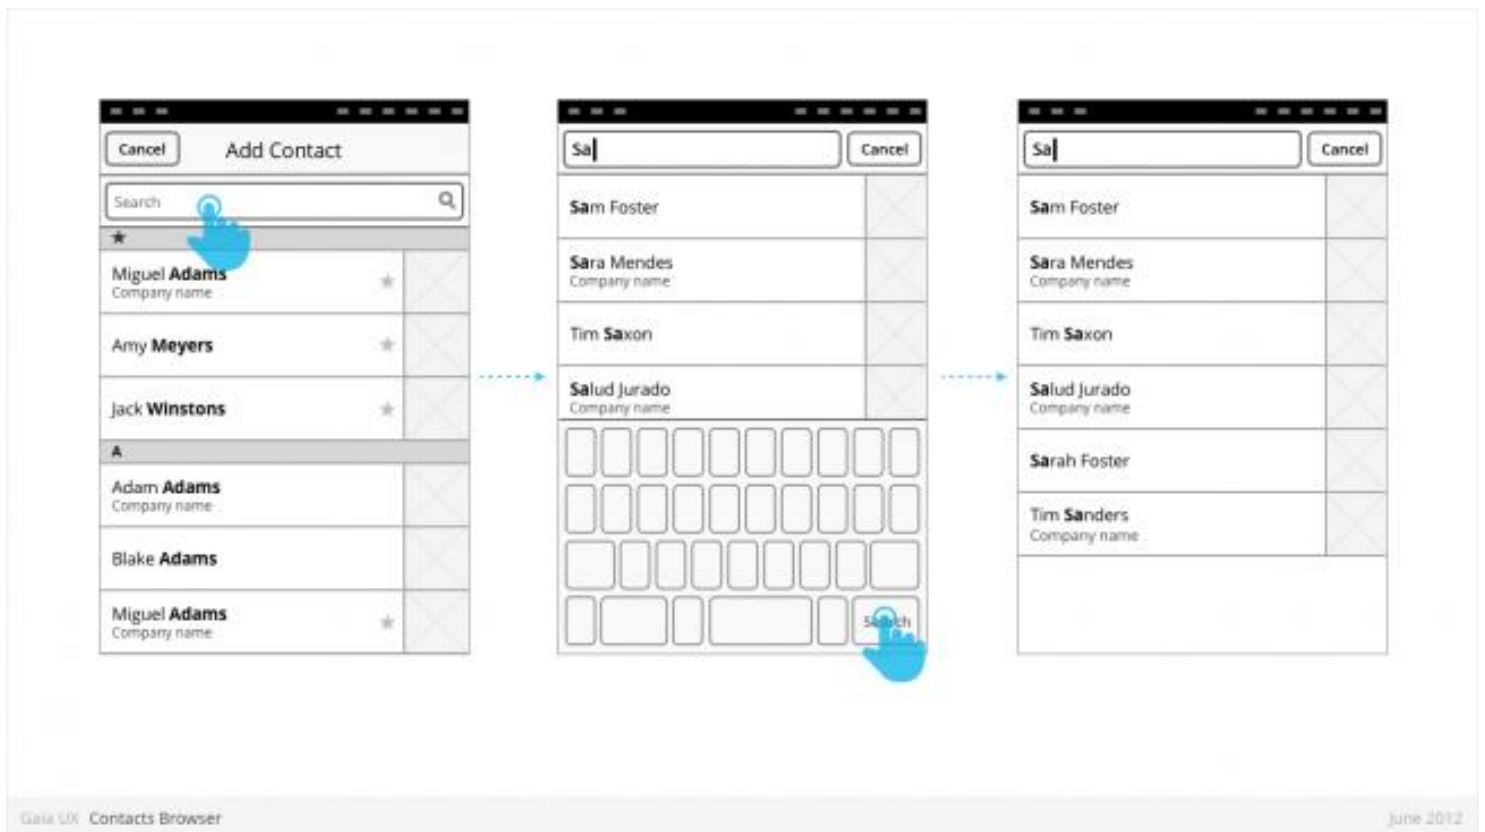 Cancel
Add Contact
Search
★
Miguel Adams
Company name
Amy Meyers
Jack Winstons
A
Adam Adams
Company name
Blake Adams
Miguel Adams
Company name
Sa
Cancel
Sam Foster
Sara Mendes
Company name
Tim Saxon
Salud Jurado
Company name
Search
Sa
Cancel
Sam Foster
Sara Mendes
Company name
Tim Saxon
Salud Jurado
Company name
Sarah Foster
Tim Sanders
Company name
Gaia UX Contacts Browser
June 2012